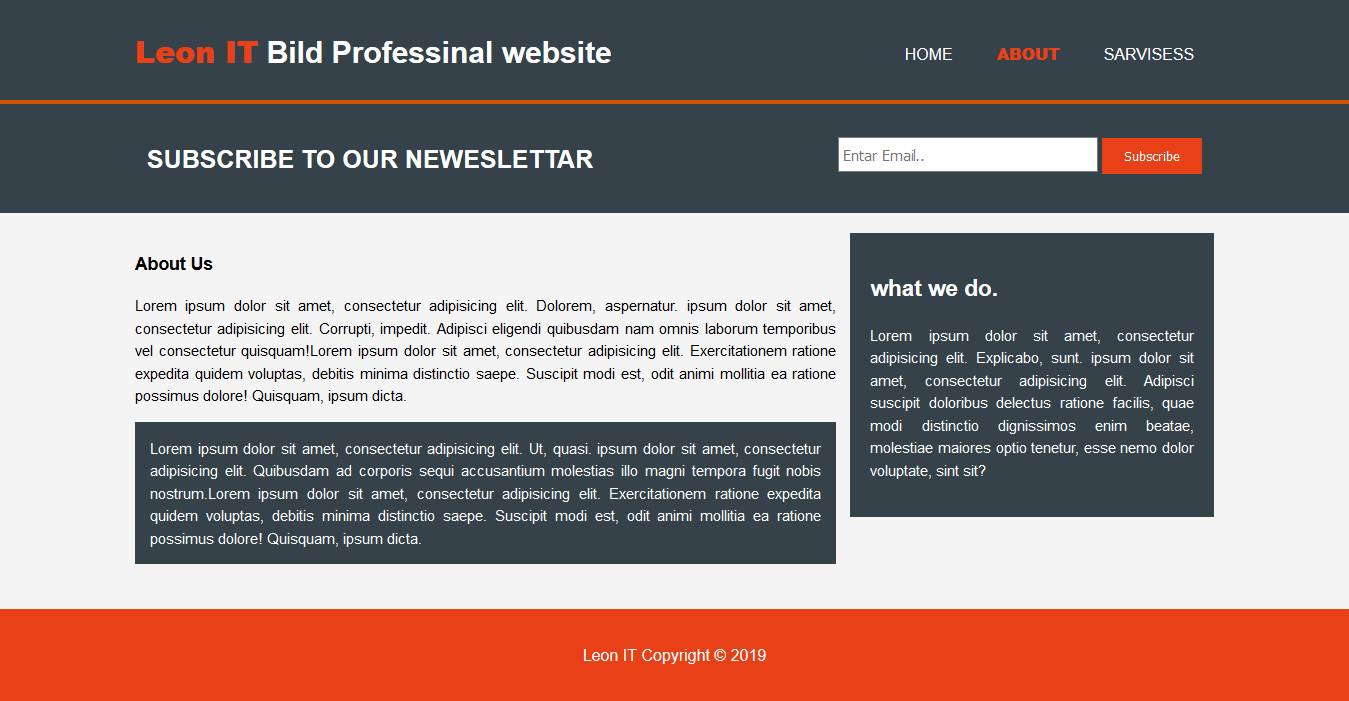 Leon IT Bild Professinal website
HOME ABOUT SARVISESS
SUBSCRIBE TO OUR NEWESLETTAR
Entar Email..
Subscribe
About Us
Lorem ipsum dolor sit amet, consectetur adipisicing elit. Dolorem, aspernatur. ipsum dolor sit amet,
consectetur adipisicing elit. Corrupti, impedit. Adipisci eligendi quibusdam nam omnis laborum temporibus
vel consectetur quisquam!Lorem ipsum dolor sit amet, consectetur adipisicing elit. Exercitationem ratione
expedita quidem voluptas, debitis minima distinctio saepe. Suscipit modi est, odit animi mollitia ea ratione
possimus dolore! Quisquam, ipsum dicta.
Lorem ipsum dolor sit amet, consectetur adipisicing elit. Ut, quasi. ipsum dolor sit amet, consectetur
adipisicing elit. Quibusdam ad corporis sequi accusantium molestias illo magni tempora fugit nobis
nostrum.Lorem ipsum dolor sit amet, consectetur adipisicing elit. Exercitationem ratione expedita
quidem voluptas, debitis minima distinctio saepe. Suscipit modi est, odit animi mollitia ea ratione
possimus dolore! Quisquam, ipsum dicta.
what we do.
Lorem ipsum dolor sit amet, consectetur
adipisicing elit. Explicabo, sunt. ipsum dolor sit
amet, consectetur adipisicing elit. Adipisci
suscipit doloribus delectus ratione facilis, quae
modi distinctio dignissimos enim beatae,
molestiae maiores optio tenetur, esse nemo dolor
voluptate, sint sit?
Leon IT Copyright © 2019